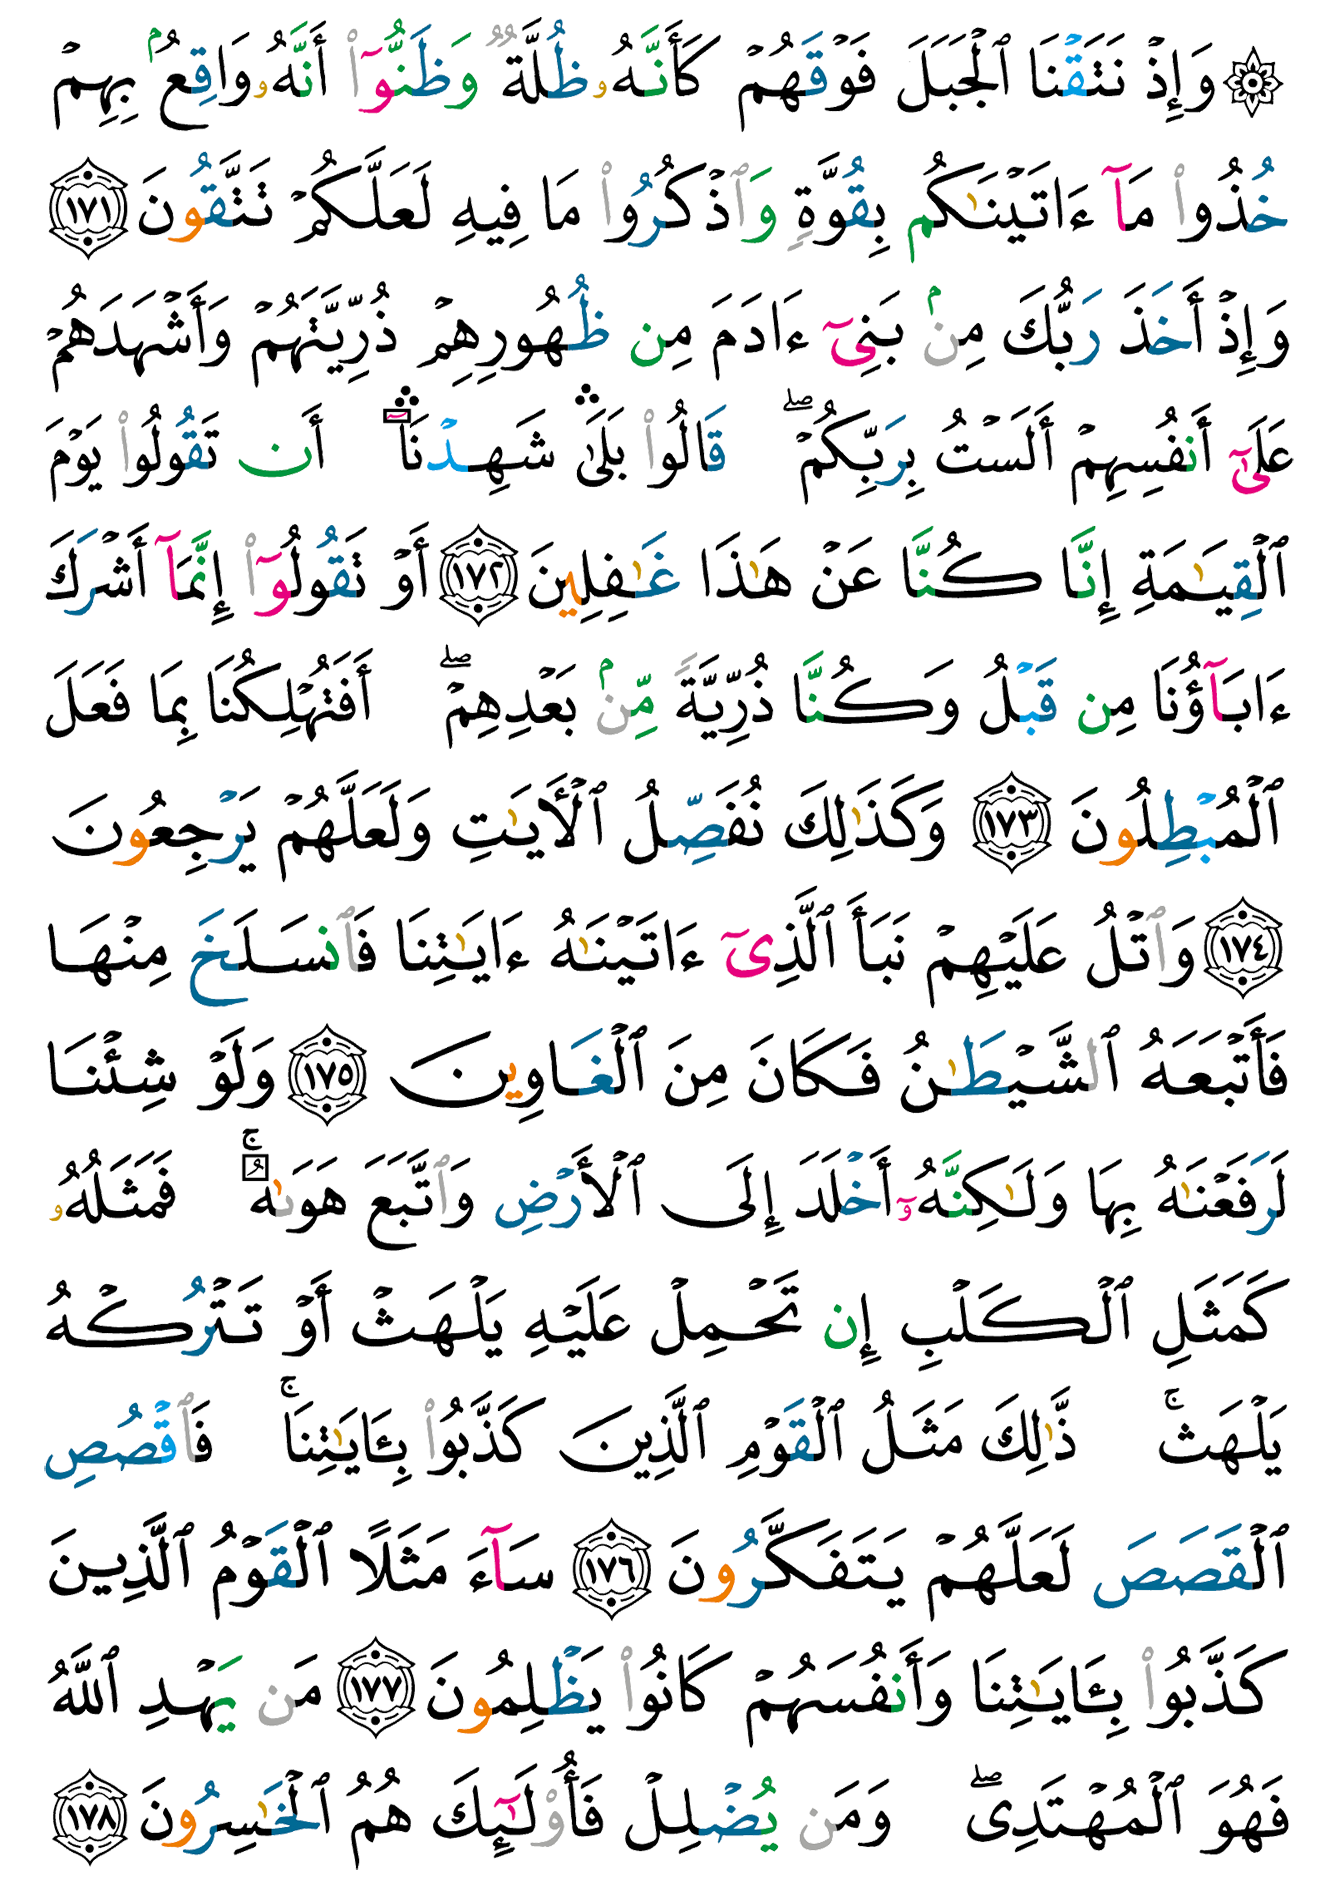 ۞ وَإِذۡ نَتَقۡنَا ٱلۡجَبَلَ فَوۡقَهُمۡ كَأَنَّهُۥ ظُلَّةٞ وَظَنُّوٓاْ أَنَّهُۥ وَاقِعُۢ بِهِمۡ
خُذُواْ مَآ ءَاتَيۡنَٰكُم بِقُوَّةٖ وَٱذۡكُرُواْ مَا فِيهِ لَعَلَّكُمۡ تَتَّقُونَ ١٧١
وَإِذۡ أَخَذَ رَبُّكَ مِنۢ بَنِيٓ ءَادَمَ مِن ظُهُورِهِمۡ ذُرِّيَّتَهُمۡ وَأَشۡهَدَهُمۡ
عَلَىٰٓ أَنفُسِهِمۡ أَلَسۡتُ بِرَبِّكُمۡۖ قَالُواْ بَلَىٰۛ شَهِدۡنَآۛ أَن تَقُولُواْ يَوۡمَ
ٱلۡقِيَٰمَةِ إِنَّا كُنَّا عَنۡ هَٰذَا غَٰفِلِينَ ١٧٢ أَوۡ تَقُولُوٓاْ إِنَّمَآ أَشۡرَكَ
ءَابَآؤُنَا مِن قَبۡلُ وَكُنَّا ذُرِّيَّةٗ مِّنۢ بَعۡدِهِمۡۖ أَفَتُهۡلِكُنَا بِمَا فَعَلَ
ٱلۡمُبۡطِلُونَ ١٧٣ وَكَذَٰلِكَ نُفَصِّلُ ٱلۡأٓيَٰتِ وَلَعَلَّهُمۡ يَرۡجِعُونَ
١٧٤ وَٱتۡلُ عَلَيۡهِمۡ نَبَأَ ٱلَّذِيٓ ءَاتَيۡنَٰهُ ءَايَٰتِنَا فَٱنسَلَخَ مِنۡهَا
فَأَتۡبَعَهُ ٱلشَّيۡطَٰنُ فَكَانَ مِنَ ٱلۡغَاوِينَ ١٧٥ وَلَوۡ شِئۡنَا
لَرَفَعۡنَٰهُ بِهَا وَلَٰكِنَّهُۥٓ أَخۡلَدَ إِلَى ٱلۡأَرۡضِ وَٱتَّبَعَ هَوَىٰهُۚ فَمَثَلُهُۥ
كَمَثَلِ ٱلۡكَلۡبِ إِن تَحۡمِلۡ عَلَيۡهِ يَلۡهَثۡ أَوۡ تَتۡرُكۡهُ
يَلۡهَثۚ ذَّٰلِكَ مَثَلُ ٱلۡقَوۡمِ ٱلَّذِينَ كَذَّبُواْ بِـَٔايَٰتِنَاۚ فَٱقۡصُصِ
ٱلۡقَصَصَ لَعَلَّهُمۡ يَتَفَكَّرُونَ ١٧٦ سَآءَ مَثَلًا ٱلۡقَوۡمُ ٱلَّذِينَ
كَذَّبُواْ بِـَٔايَٰتِنَا وَأَنفُسَهُمۡ كَانُواْ يَظۡلِمُونَ ١٧٧ مَن يَهۡدِ ٱللَّهُ
فَهُوَ ٱلۡمُهۡتَدِيۖ وَمَن يُضۡلِلۡ فَأُوْلَٰٓئِكَ هُمُ ٱلۡخَٰسِرُونَ ١٧٨